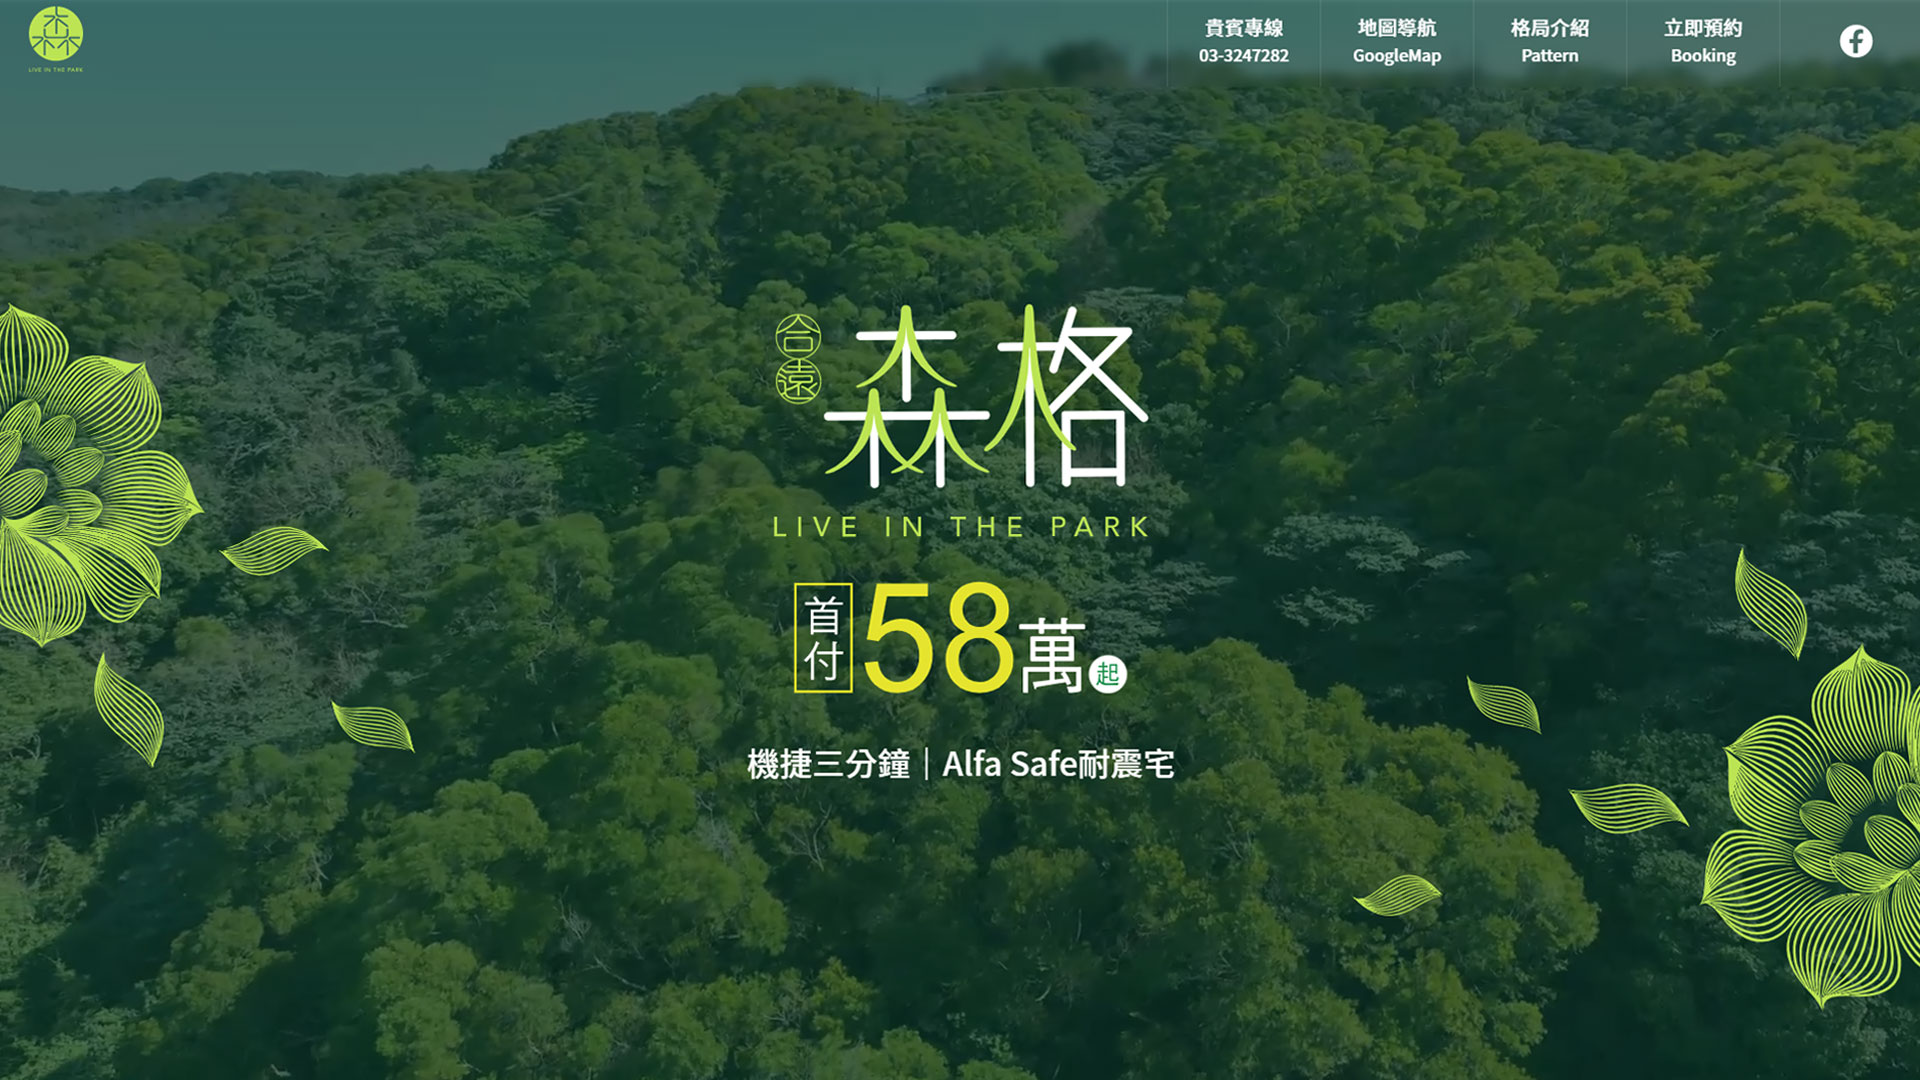 森
LIVE IN THE PARK
貴賓專線
03-3247282
地圖導航
GoogleMap
格局介紹
Pattern
立即預約
Booking
合遠
森格
LIVE IN THE PARK
首付58萬起
機捷三分鐘｜Alfa Safe耐震宅